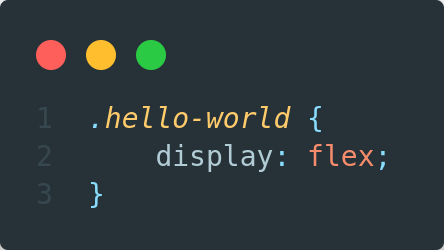 1 .hello-world {
2     display: flex;
3 }